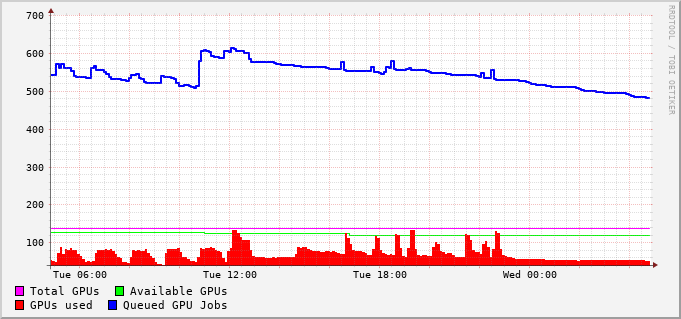 700
600
500
400
300
200
100
Tue 06:00 Tue 12:00 Tue 18:00 Wed 00:00
Total GPUs Available GPUs
GPUs used Queued GPU Jobs
RRDTOOL / TOBI OETIKER